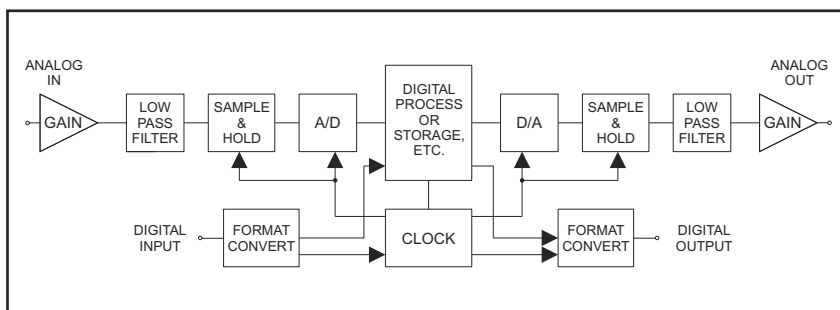 ANALOG
IN
GAIN
LOW
PASS
FILTER
SAMPLE
&
HOLD
A/D
DIGITAL
PROCESS
OR
STORAGE,
ETC.
D/A
SAMPLE
&
HOLD
LOW
PASS
FILTER
ANALOG
OUT
GAIN
DIGITAL
INPUT
FORMAT
CONVERT
CLOCK
FORMAT
CONVERT
DIGITAL
OUTPUT